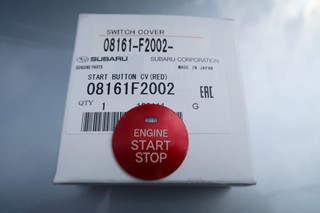 SWITCH COVER
08161-F2002-
SUBARU SUBARU CORPORATION
GENUINE PARTS MADE IN JAPAN
START BUTTON CV(RED)
08161F2002
EAC
QTY 1 G
ENGINE
START
STOP